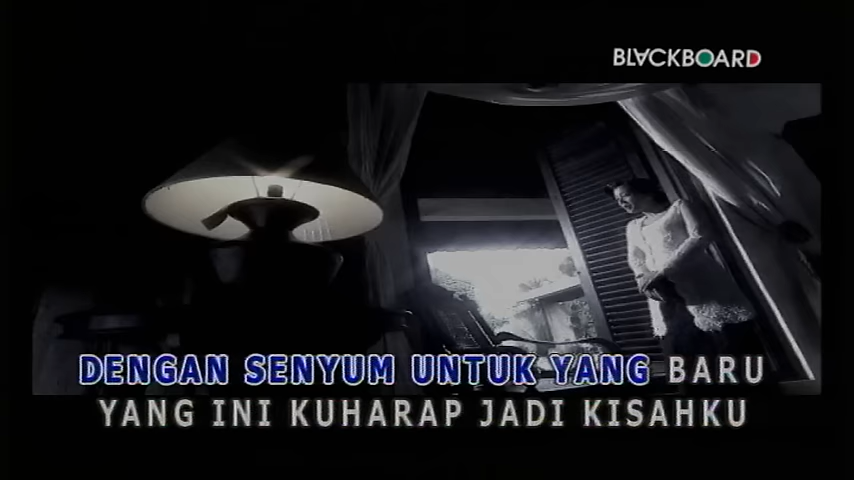 BLACKBOARD
DENGAN SENYUM UNTUK YANG BARU
YANG INI KUHARAP JADI KISAHKU